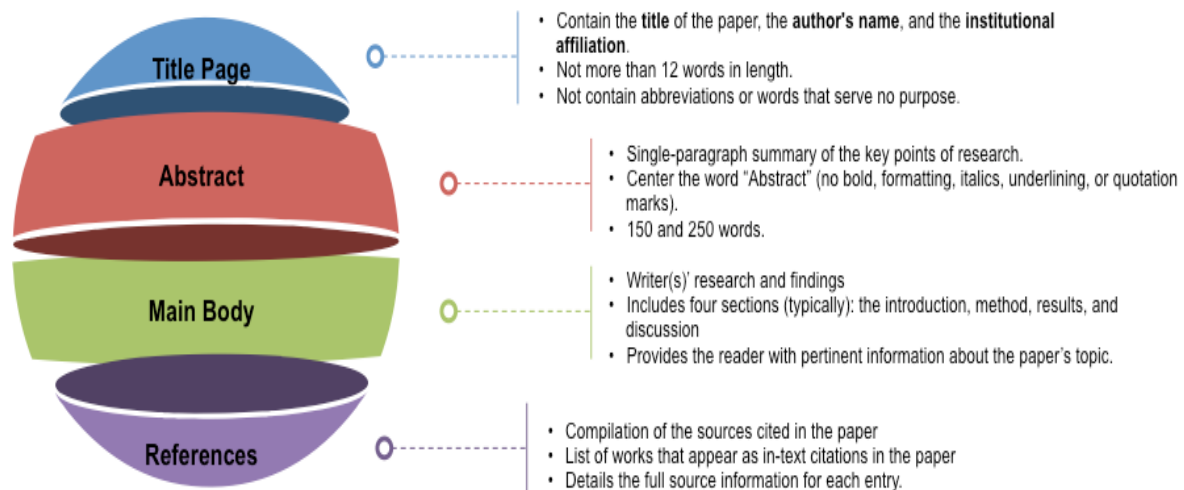 Title Page
• Contain the title of the paper, the author's name, and the institutional
affiliation.
• Not more than 12 words in length.
• Not contain abbreviations or words that serve no purpose.
Abstract
• Single-paragraph summary of the key points of research.
• Center the word “Abstract” (no bold, formatting, italics, underlining, or quotation
marks).
• 150 and 250 words.
Main Body
• Writer(s)’ research and findings
• Includes four sections (typically): the introduction, method, results, and
discussion
• Provides the reader with pertinent information about the paper’s topic.
References
• Compilation of the sources cited in the paper
• List of works that appear as in-text citations in the paper
• Details the full source information for each entry.